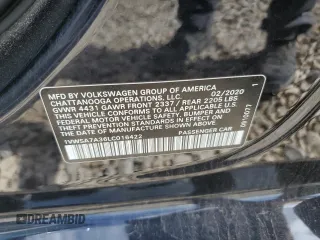 MFD BY VOLKSWAGEN GROUP OF AMERICA
CHATTANOOGA OPERATIONS, LLC. 02/2020
GVWR 4431 GAWR FRONT 2337 / REAR 2205 LBS
THIS VEHICLE CONFORMS TO ALL APPLICABLE
FEDERAL MOTOR VEHICLE SAFETY, BUMPER,
AND THEFT PREVENTION STANDARDS IN EFFECT
ON THE DATE OF MANUFACTURE SHOWN ABOVE.
1VWSA7A36LC016422 PASSENGER CAR
1
DREAMBID